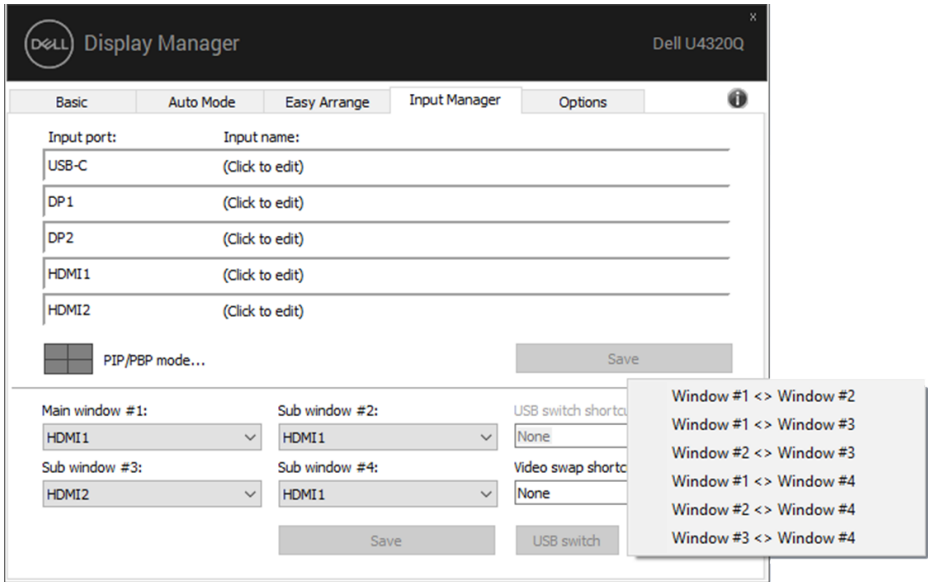 x
DELL Display Manager
Dell U4320Q
Basic Auto Mode Easy Arrange Input Manager Options i
Input port: Input name:
USB-C (Click to edit)
DP1 (Click to edit)
DP2 (Click to edit)
HDMI1 (Click to edit)
HDMI2 (Click to edit)
PIP/PBP mode... Save
Main window #1: Sub window #2: USB switch shortcu
HDMI1 HDMI1 None
Sub window #3: Sub window #4: Video swap shortc
HDMI2 HDMI1 None
Save USB switch
Window #1 <> Window #2
Window #1 <> Window #3
Window #2 <> Window #3
Window #1 <> Window #4
Window #2 <> Window #4
Window #3 <> Window #4